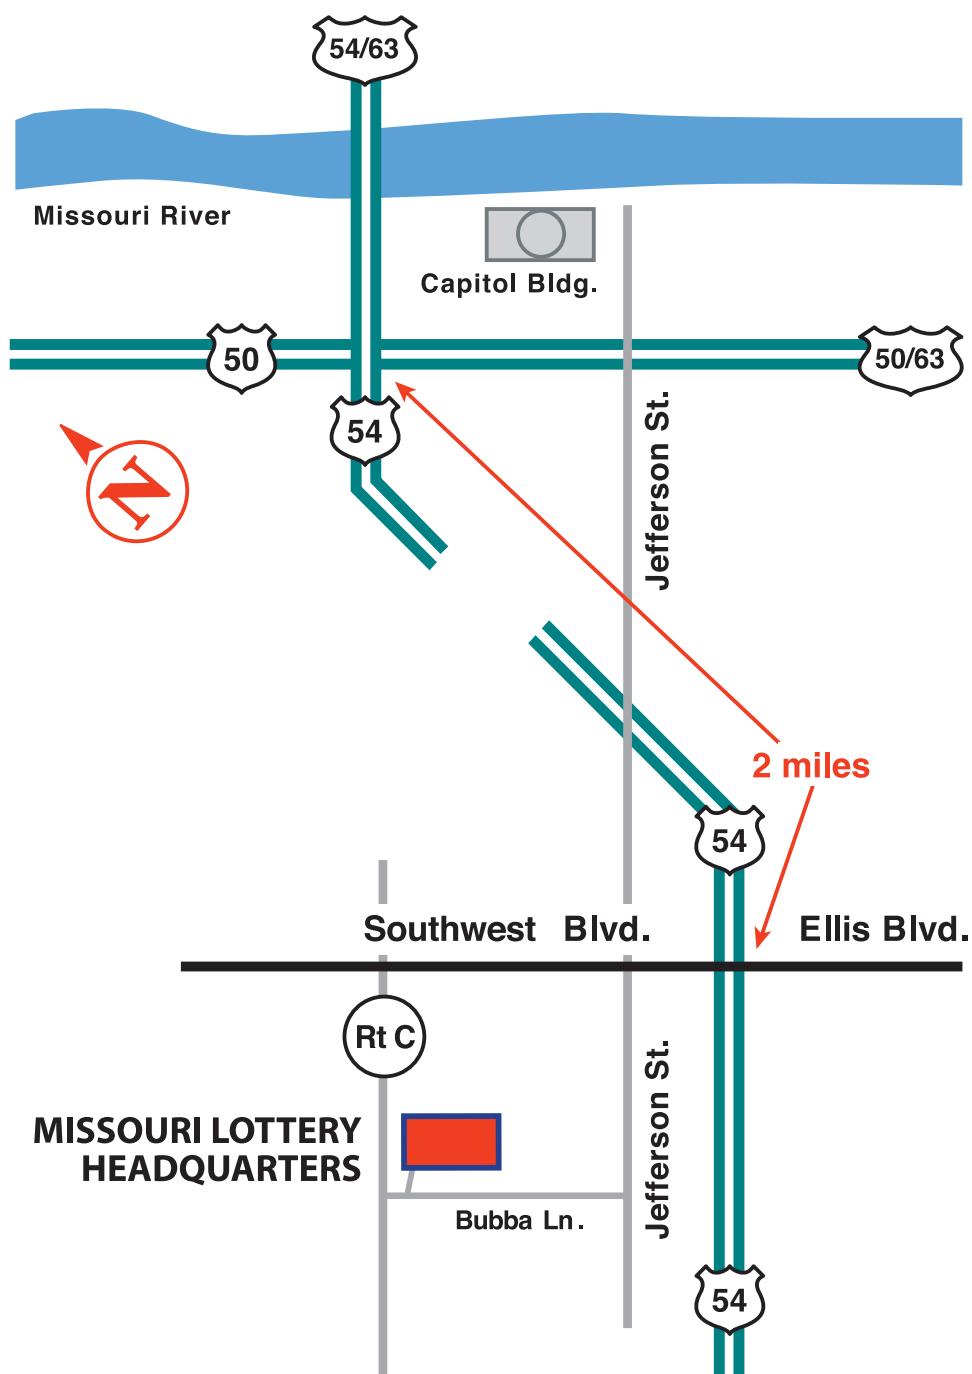 54/63
Missouri River
Capitol Bldg.
50
50/63
54
Jefferson St.
N
2 miles
54
Southwest Blvd.
Ellis Blvd.
Rt C
MISSOURI LOTTERY
HEADQUARTERS
Jefferson St.
Bubba Ln.
54